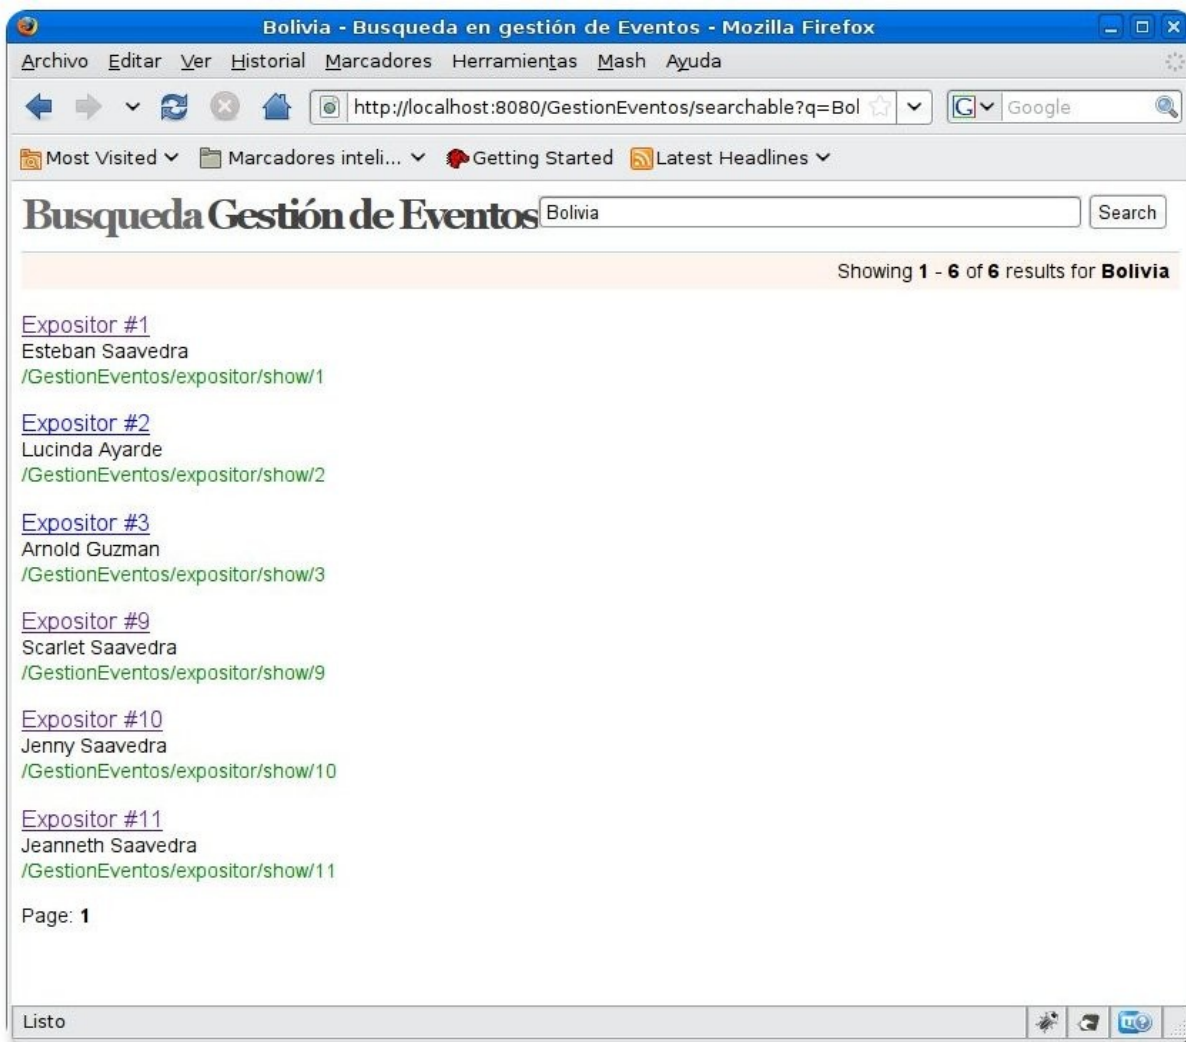 Bolivia - Busqueda en gestión de Eventos - Mozilla Firefox
Archivo Editar Ver Historial Marcadores Herramientas Mash Ayuda
http://localhost:8080/GestionEventos/searchable?q=Bol
G Google
Most Visited Marcadores inteli... Getting Started Latest Headlines
Busqueda Gestión de Eventos Bolivia Search
Showing 1 - 6 of 6 results for Bolivia
Expositor #1
Esteban Saavedra
/GestionEventos/expositor/show/1
Expositor #2
Lucinda Ayarde
/GestionEventos/expositor/show/2
Expositor #3
Arnold Guzman
/GestionEventos/expositor/show/3
Expositor #9
Scarlet Saavedra
/GestionEventos/expositor/show/9
Expositor #10
Jenny Saavedra
/GestionEventos/expositor/show/10
Expositor #11
Jeanneth Saavedra
/GestionEventos/expositor/show/11
Page: 1
Listo